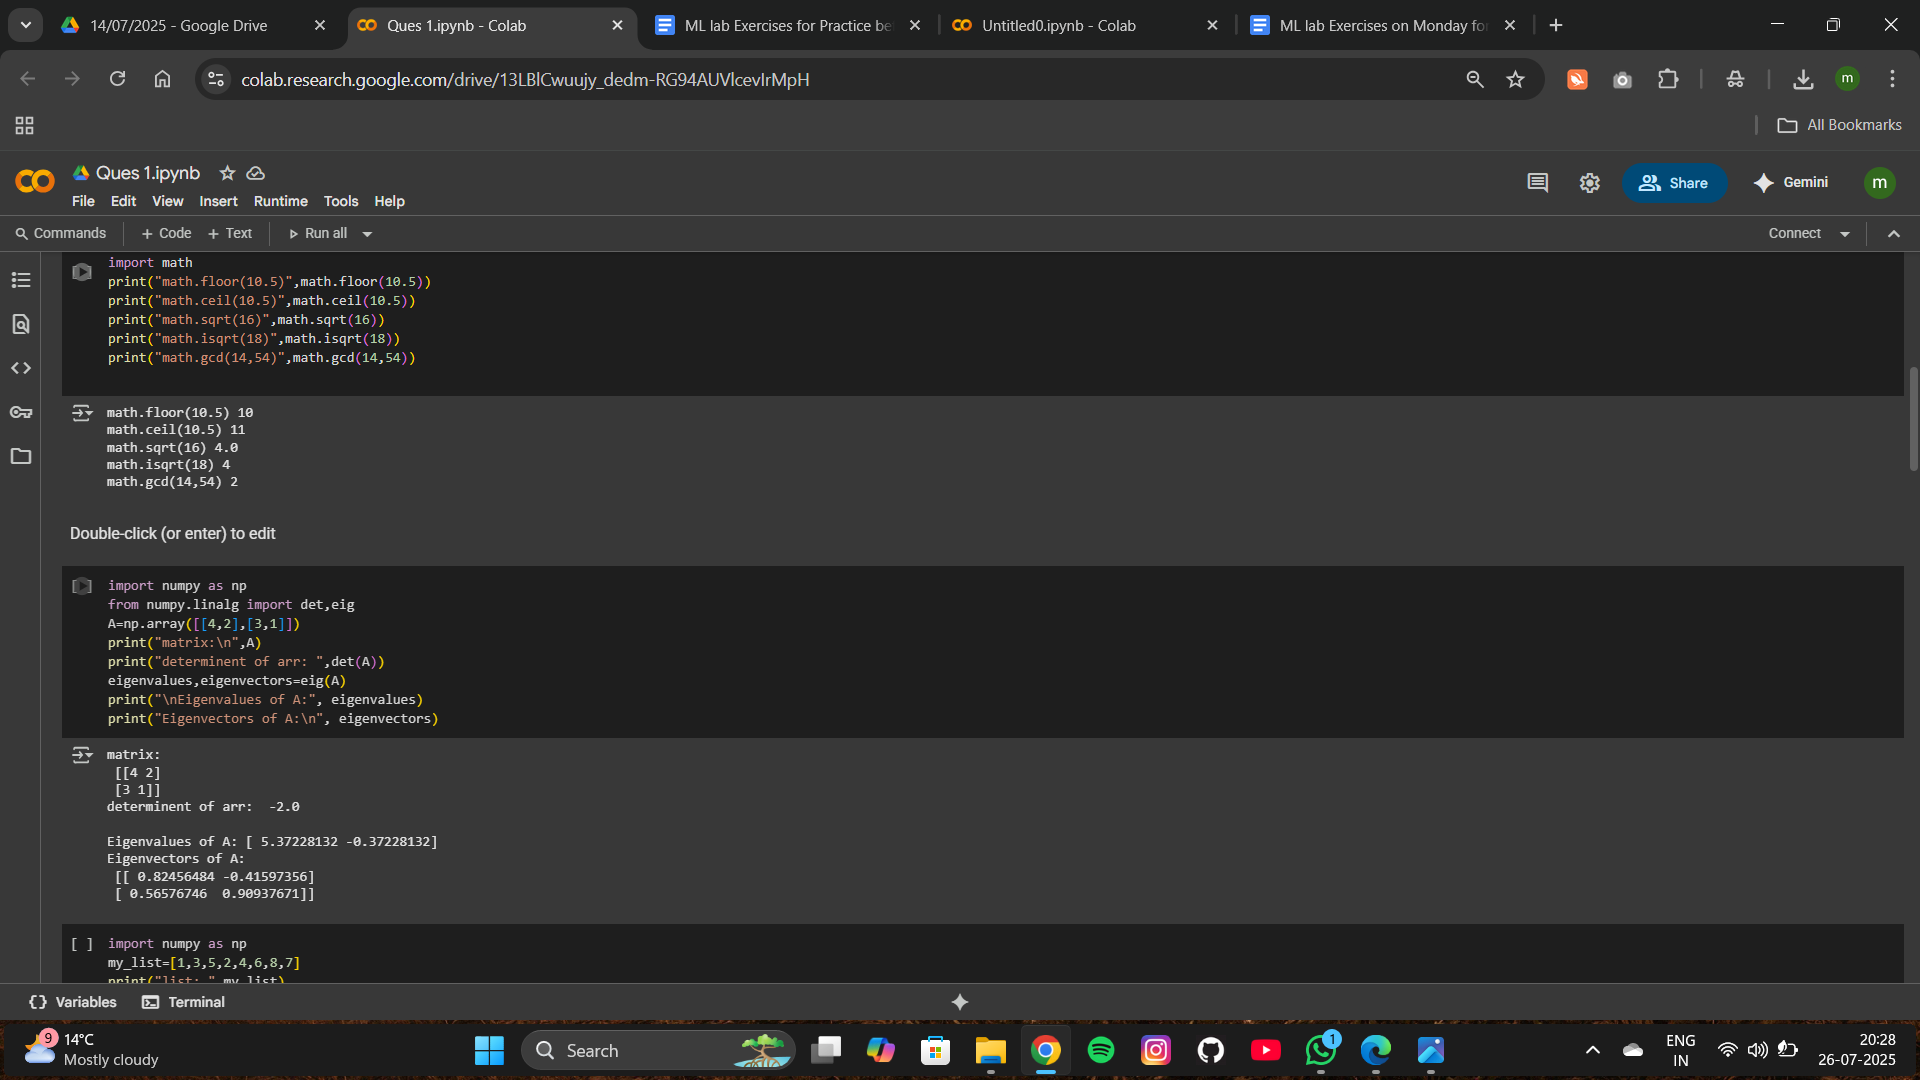 14/07/2025 - Google Drive
Ques 1.ipynb - Colab
ML lab Exercises for Practice be
Untitled0.ipynb - Colab
ML lab Exercises on Monday fo
colab.research.google.com/drive/13LBlCwuujy_dedm-RG94AUVlcevlrMpH
m
All Bookmarks
Ques 1.ipynb
File Edit View Insert Runtime Tools Help
Share
Gemini
m
Commands + Code + Text Run all
Connect
import math
print("math.floor(10.5)",math.floor(10.5))
print("math.ceil(10.5)",math.ceil(10.5))
print("math.sqrt(16)",math.sqrt(16))
print("math.isqrt(18)",math.isqrt(18))
print("math.gcd(14,54)",math.gcd(14,54))
math.floor(10.5) 10
math.ceil(10.5) 11
math.sqrt(16) 4.0
math.isqrt(18) 4
math.gcd(14,54) 2
Double-click (or enter) to edit
import numpy as np
from numpy.linalg import det,eig
A=np.array([[4,2],[3,1]])
print("matrix:\n",A)
print("determinent of arr: ",det(A))
eigenvalues,eigenvectors=eig(A)
print("\nEigenvalues of A:", eigenvalues)
print("Eigenvectors of A:\n", eigenvectors)
matrix:
[[4 2]
[3 1]]
determinent of arr:  -2.0
Eigenvalues of A: [ 5.37228132 -0.37228132]
Eigenvectors of A:
[[ 0.82456484 -0.41597356]
[ 0.56576746  0.90937671]]
[ ] import numpy as np
my_list=[1,3,5,2,4,6,8,7]
print("list: ",my_list)
{} Variables Terminal
9
14°C
Mostly cloudy
Search
1
ENG
IN
20:28
26-07-2025